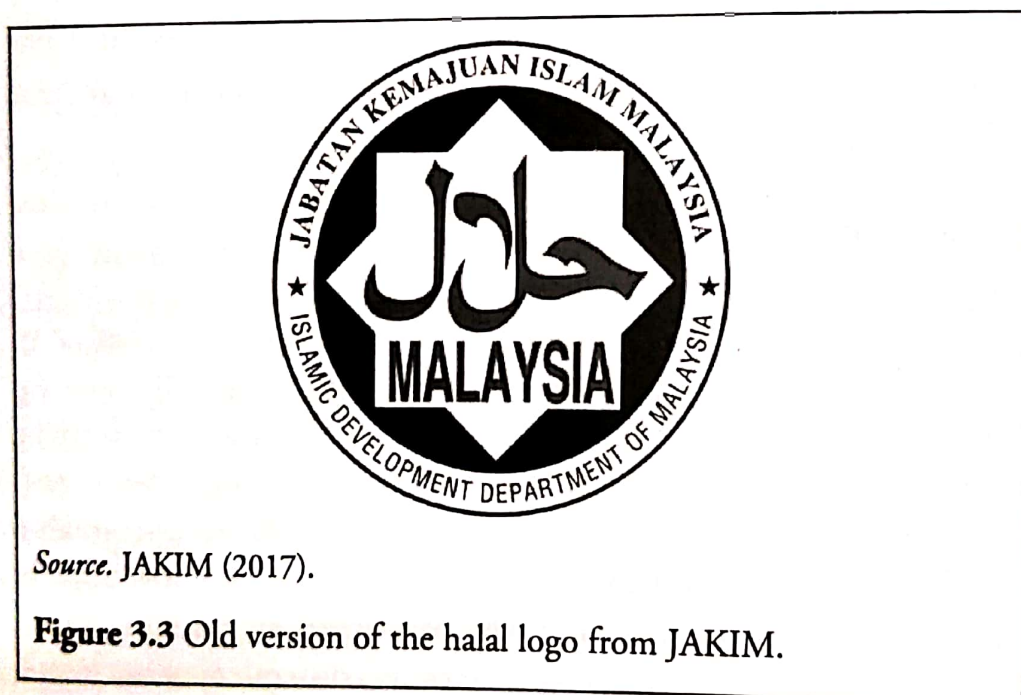 JABATAN KEMAJUAN ISLAM MALAYSIA
حلال
MALAYSIA
★ ISLAMIC DEVELOPMENT DEPARTMENT OF MALAYSIA ★
Source. JAKIM (2017).
Figure 3.3 Old version of the halal logo from JAKIM.